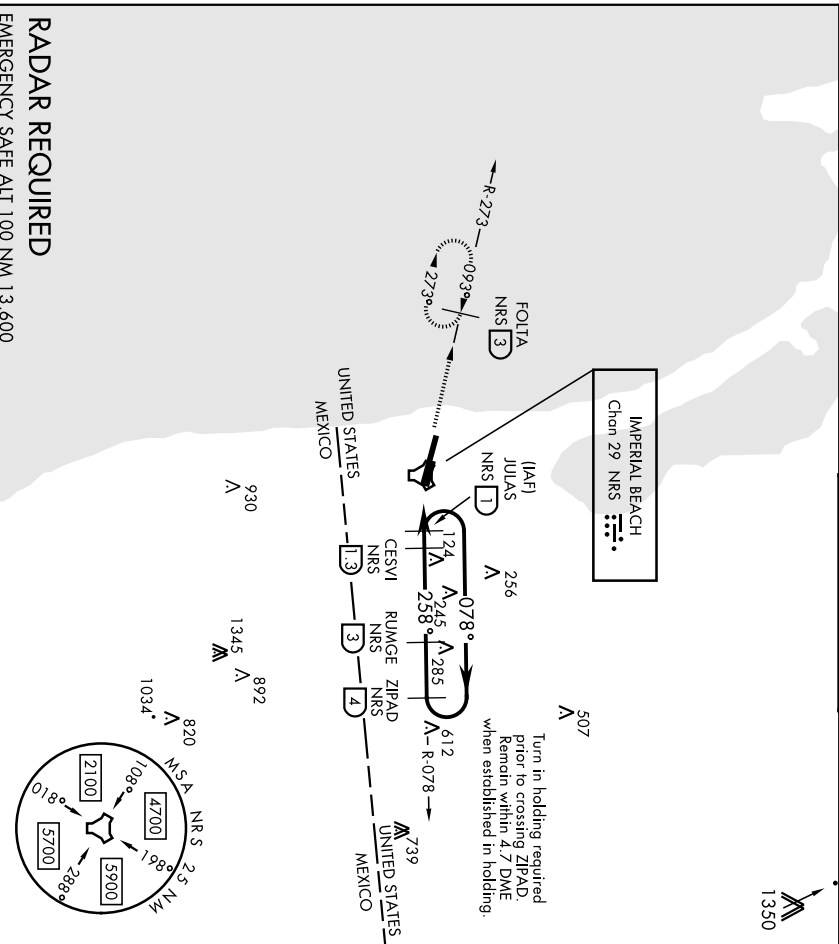 RADAR REQUIRED
EMERGENCY SAFE ALT 100 NM 13,600
R-273
093°
273°
FOLTA
NRS 3
IMPERIAL BEACH
Chan 29 NRS
(IAF)
JULAS
NRS 1
UNITED STATES
MEXICO
930
124
256
CESVI
NRS
1.3
245
078°
258°
RUMGE
NRS
3
285
ZIPAD
NRS
4
612
R-078
507
Turn in holding required
prior to crossing ZIPAD.
Remain within 4.7 DME
when established in holding.
739
UNITED STATES
MEXICO
1345
892
820
1034
1350
MSA NRS 25 NM
108°
4700
198°
2100
018°
5700
288°
5900